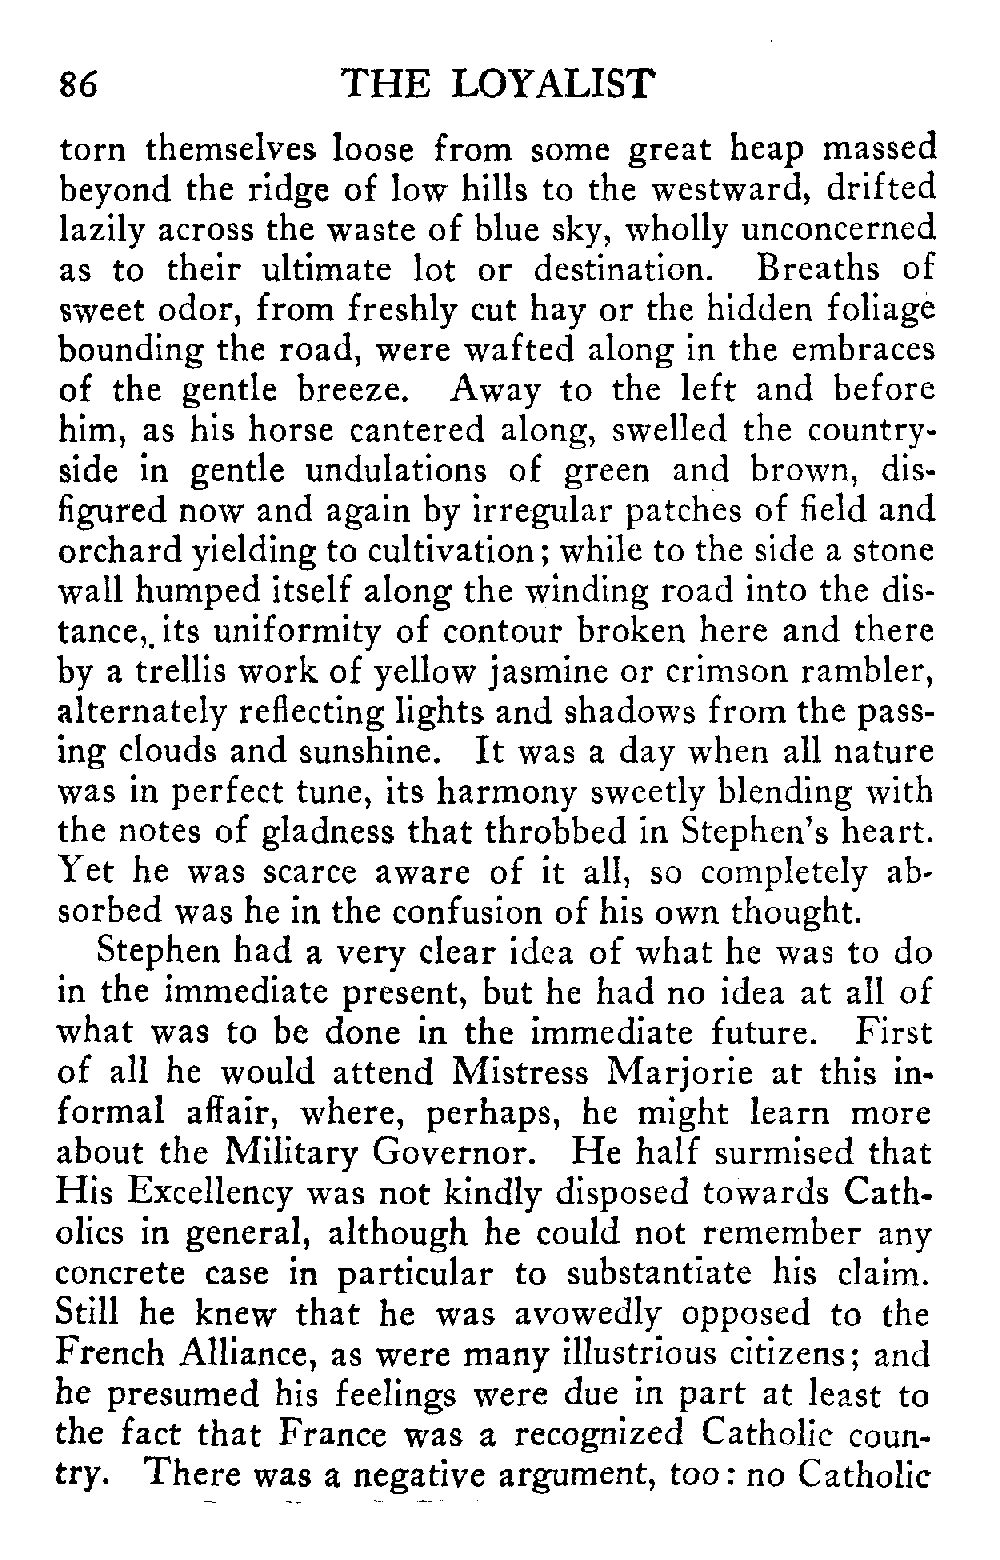 86 THE LOYALIST
torn themselves loose from some great heap massed
beyond the ridge of low hills to the westward, drifted
lazily across the waste of blue sky, wholly unconcerned
as to their ultimate lot or destination. Breaths of
sweet odor, from freshly cut hay or the hidden foliage
bounding the road, were wafted along in the embraces
of the gentle breeze. Away to the left and before
him, as his horse cantered along, swelled the country-
side in gentle undulations of green and brown, dis-
figured now and again by irregular patches of field and
orchard yielding to cultivation; while to the side a stone
wall humped itself along the winding road into the dis-
tance, its uniformity of contour broken here and there
by a trellis work of yellow jasmine or crimson rambler,
alternately reflecting lights and shadows from the pass-
ing clouds and sunshine. It was a day when all nature
was in perfect tune, its harmony sweetly blending with
the notes of gladness that throbbed in Stephen's heart.
Yet he was scarce aware of it all, so completely ab-
sorbed was he in the confusion of his own thought.
Stephen had a very clear idea of what he was to do
in the immediate present, but he had no idea at all of
what was to be done in the immediate future. First
of all he would attend Mistress Marjorie at this in-
formal affair, where, perhaps, he might learn more
about the Military Governor. He half surmised that
His Excellency was not kindly disposed towards Cath-
olics in general, although he could not remember any
concrete case in particular to substantiate his claim.
Still he knew that he was avowedly opposed to the
French Alliance, as were many illustrious citizens; and
he presumed his feelings were due in part at least to
the fact that France was a recognized Catholic coun-
try. There was a negative argument, too: no Catholic